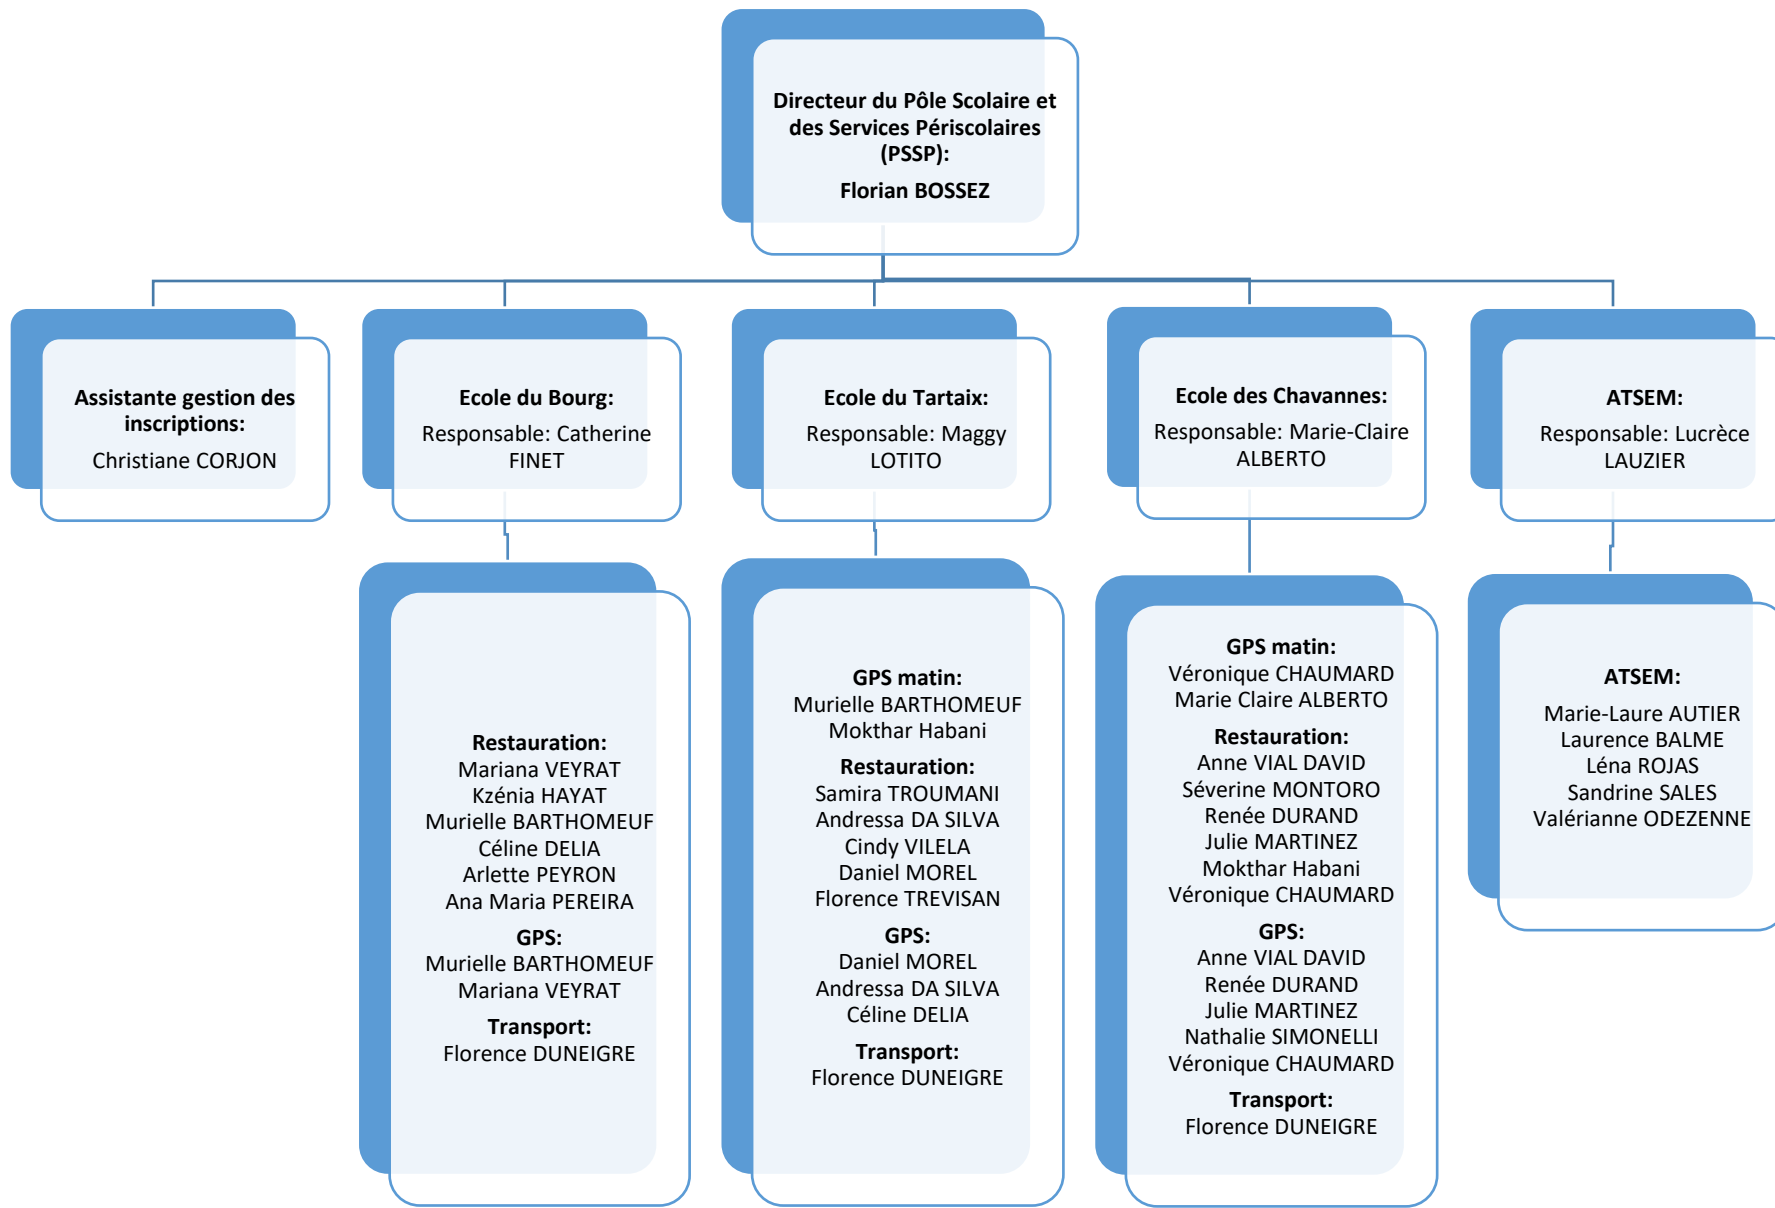 Directeur du Pôle Scolaire et
des Services Périscolaires
(PSSP):
Florian BOSSEZ
Assistante gestion des
inscriptions:
Christiane CORJON
Ecole du Bourg:
Responsable: Catherine
FINET
Ecole du Tartaix:
Responsable: Maggy
LOTITO
Ecole des Chavannes:
Responsable: Marie-Claire
ALBERTO
ATSEM:
Responsable: Lucrèce
LAUZIER
Restauration:
Mariana VEYRAT
Kzénia HAYAT
Murielle BARTHOMEUF
Céline DELIA
Arlette PEYRON
Ana Maria PEREIRA
GPS:
Murielle BARTHOMEUF
Mariana VEYRAT
Transport:
Florence DUNEIGRE
GPS matin:
Murielle BARTHOMEUF
Mokthar Habani
Restauration:
Samira TROUMANI
Andressa DA SILVA
Cindy VILELA
Daniel MOREL
Florence TREVISAN
GPS:
Daniel MOREL
Andressa DA SILVA
Céline DELIA
Transport:
Florence DUNEIGRE
GPS matin:
Véronique CHAUMARD
Marie Claire ALBERTO
Restauration:
Anne VIAL DAVID
Séverine MONTORO
Renée DURAND
Julie MARTINEZ
Mokthar Habani
Véronique CHAUMARD
GPS:
Anne VIAL DAVID
Renée DURAND
Julie MARTINEZ
Nathalie SIMONELLI
Véronique CHAUMARD
Transport:
Florence DUNEIGRE
ATSEM:
Marie-Laure AUTIER
Laurence BALME
Léna ROJAS
Sandrine SALES
Valérianne ODEZENNE